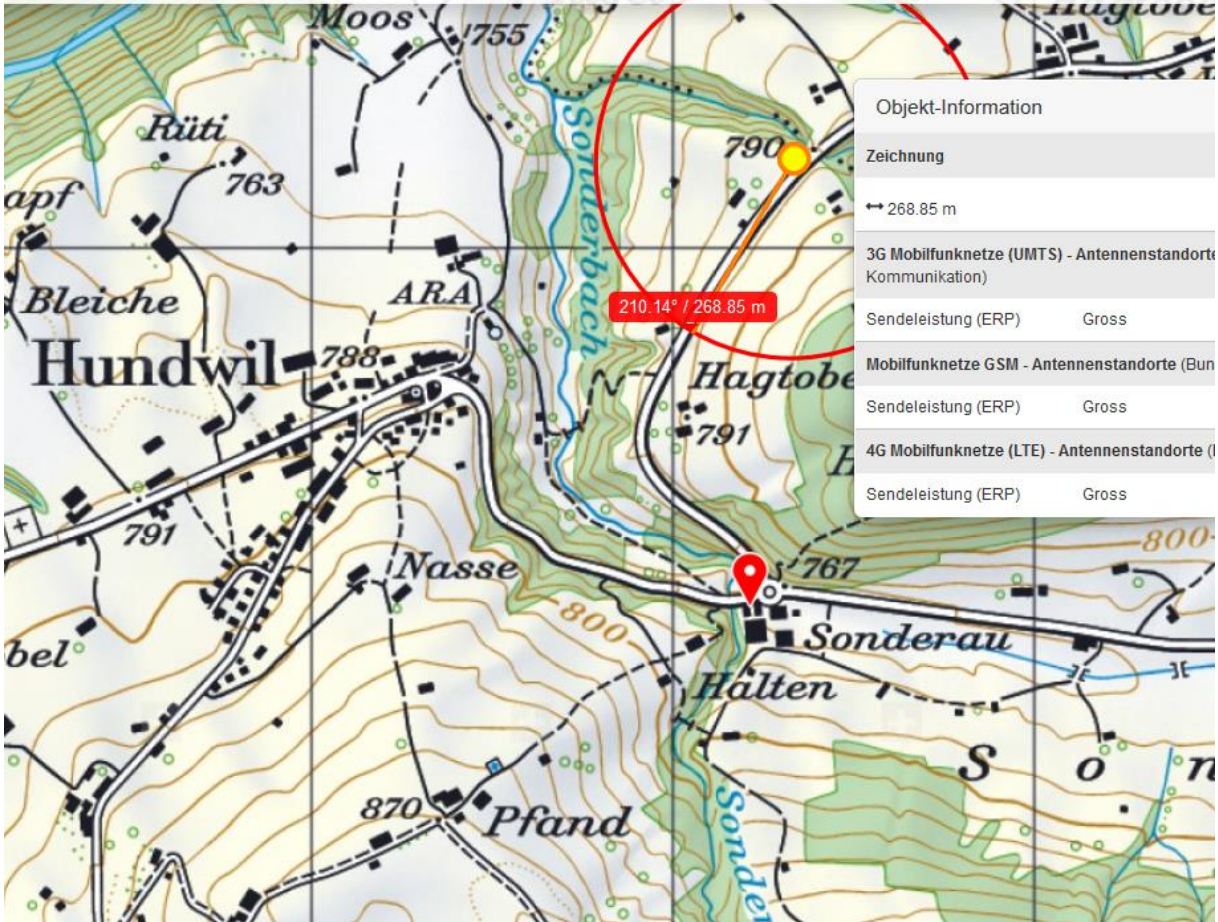 Moos
755
Hagtobe
Rüti
763
apf
Sonderbach
790
Objekt-Information
Zeichnung
268.85 m
3G Mobilfunknetze (UMTS) - Antennenstandorte
Kommunikation)
Sendeleistung (ERP) Gross
Mobilfunknetze GSM - Antennenstandorte (Bun
Sendeleistung (ERP) Gross
4G Mobilfunknetze (LTE) - Antennenstandorte (
Sendeleistung (ERP) Gross
ARA
Bleiche
210.14° / 268.85 m
Hundwil
788
Hagtobe
791
H
791
Nasse
800
767
800
bel
Sonderau
Halten
S o n
870
Pfand
Sonder